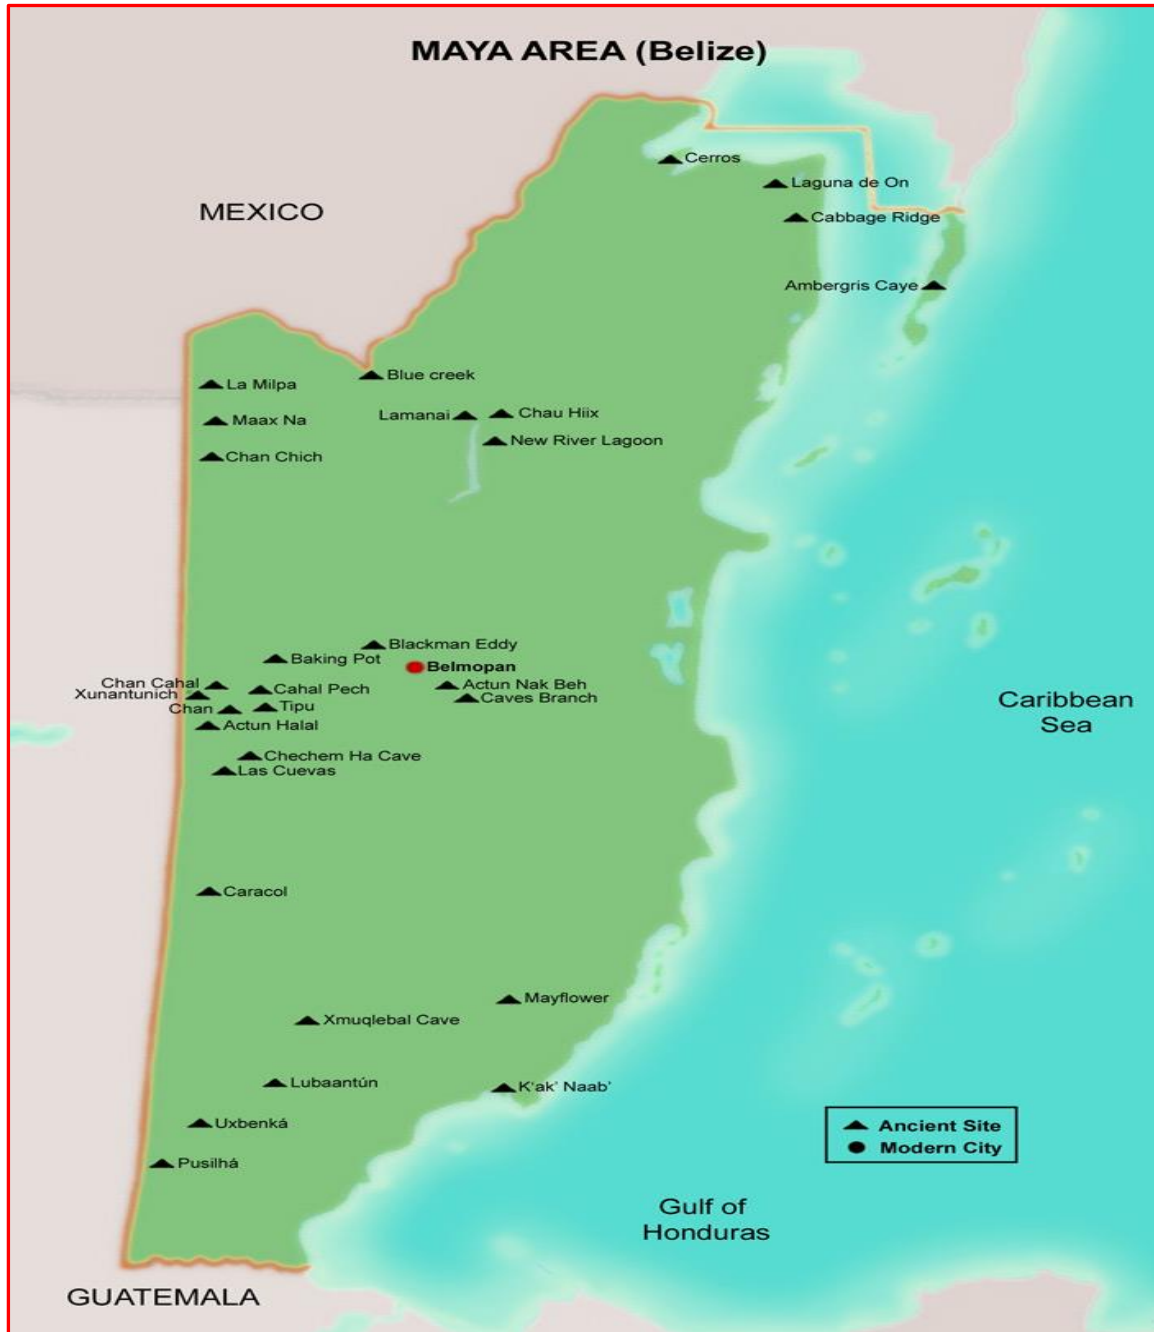 MAYA AREA (Belize)
Cerros
Laguna de On
MEXICO
Cabbage Ridge
Ambergris Caye
Blue creek
La Milpa
Lamanai
Chau Hiix
Maax Na
New River Lagoon
Chan Chich
Blackman Eddy
Baking Pot
Belmopan
Chan Cahal
Cahal Pech
Actun Nak Beh
Xunantunich
Caves Branch
Chan
Tipu
Actun Halal
Caribbean
Sea
Chechem Ha Cave
Las Cuevas
Caracol
Mayflower
Xmuqlebal Cave
Lubaantún
K'ak' Naab'
Uxbenká
Ancient Site
Modern City
Pusilhá
Gulf of
Honduras
GUATEMALA